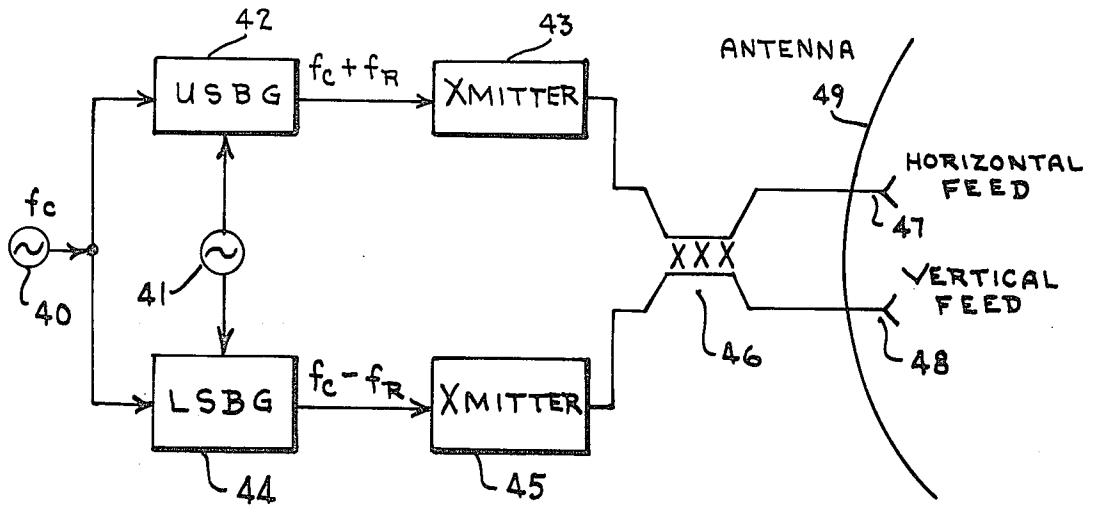 42
43
USBG
fc+fR
XMITTER
ANTENNA
49
HORIZONTAL
FEED
fc
47
40
41
XXX
VERTICAL
FEED
46
48
LSBG
fc-fR
XMITTER
44
45